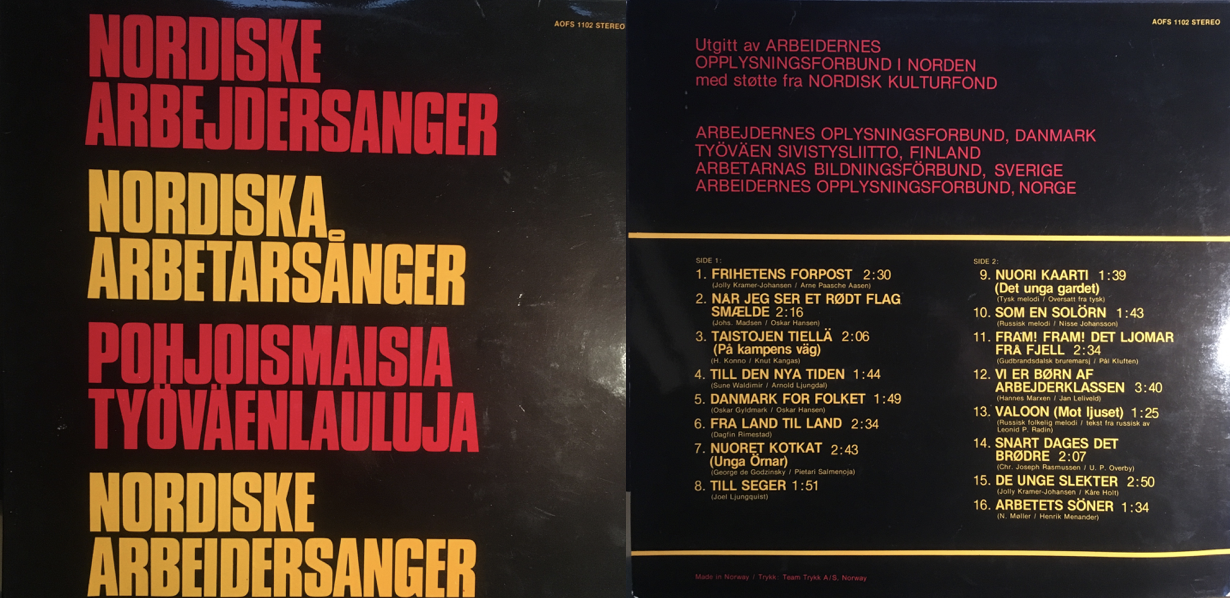 AOFS 1102 STEREO
NORDISKE
ARBEJDERSANGER
NORDISKA
ARBETARSÅNGER
POHJOISMAISIA
TYÖVÄENLAULUJA
NORDISKE
ARBEIDERSANGER
AOFS 1102 STEREO
Utgitt av ARBEIDERNES
OPPLYSNINGSFORBUND I NORDEN
med støtte fra NORDISK KULTURFOND
ARBEJDERNES OPLYSNINGSFORBUND, DANMARK
TYÖVÄEN SIVISTYSLIITTO, FINLAND
ARBETARNAS BILDNINGSFÖRBUND, SVERIGE
ARBEIDERNES OPPLYSNINGSFORBUND, NORGE
SIDE 1:
1. FRIHETENS FORPOST 2:30
(Jolly Kramer-Johansen / Arne Paasche Aasen)
2. NAR JEG SER ET RØDT FLAG
SMÆLDE 2:16
(Johs. Madsen / Oskar Hansen)
3. TAISTOJEN TIELLÄ 2:06
(På kampens väg)
(H. Konno / Knut Kangas)
4. TILL DEN NYA TIDEN 1:44
(Sune Waldimir / Arnold Ljungdal)
5. DANMARK FOR FOLKET 1:49
(Oskar Gyldmark / Oskar Hansen)
6. FRA LAND TIL LAND 2:34
(Dagfin Rimestad)
7. NUORET KOTKAT 2:43
(Unga Örnar)
(George de Godzinsky / Pietari Salmenoja)
8. TILL SEGER 1:51
(Joel Ljungquist)
SIDE 2:
9. NUORI KAARTI 1:39
(Det unga gardet)
(Tysk melodi / Oversatt fra tysk)
10. SOM EN SOLÖRN 1:43
(Russisk melodi / Nisse Johansson)
11. FRAM! FRAM! DET LJOMAR
FRÅ FJELL 2:34
(Gudbrandsdalsk bruremarsj / Pål Kluften)
12. VI ER BØRN AF
ARBEJDERKLASSEN 3:40
(Hannes Marxen / Jan Leliveld)
13. VALOON (Mot ljuset) 1:25
(Russisk folkelig melodi / tekst fra russisk av
Leonid P. Radin)
14. SNART DAGES DET
BRØDRE 2:07
(Chr. Joseph Rasmussen / U. P. Overby)
15. DE UNGE SLEKTER 2:50
(Jolly Kramer-Johansen / Kåre Holt)
16. ARBETETS SÖNER 1:34
(N. Møller / Henrik Menander)
Made in Norway / Trykk: Team Trykk A/S, Norway